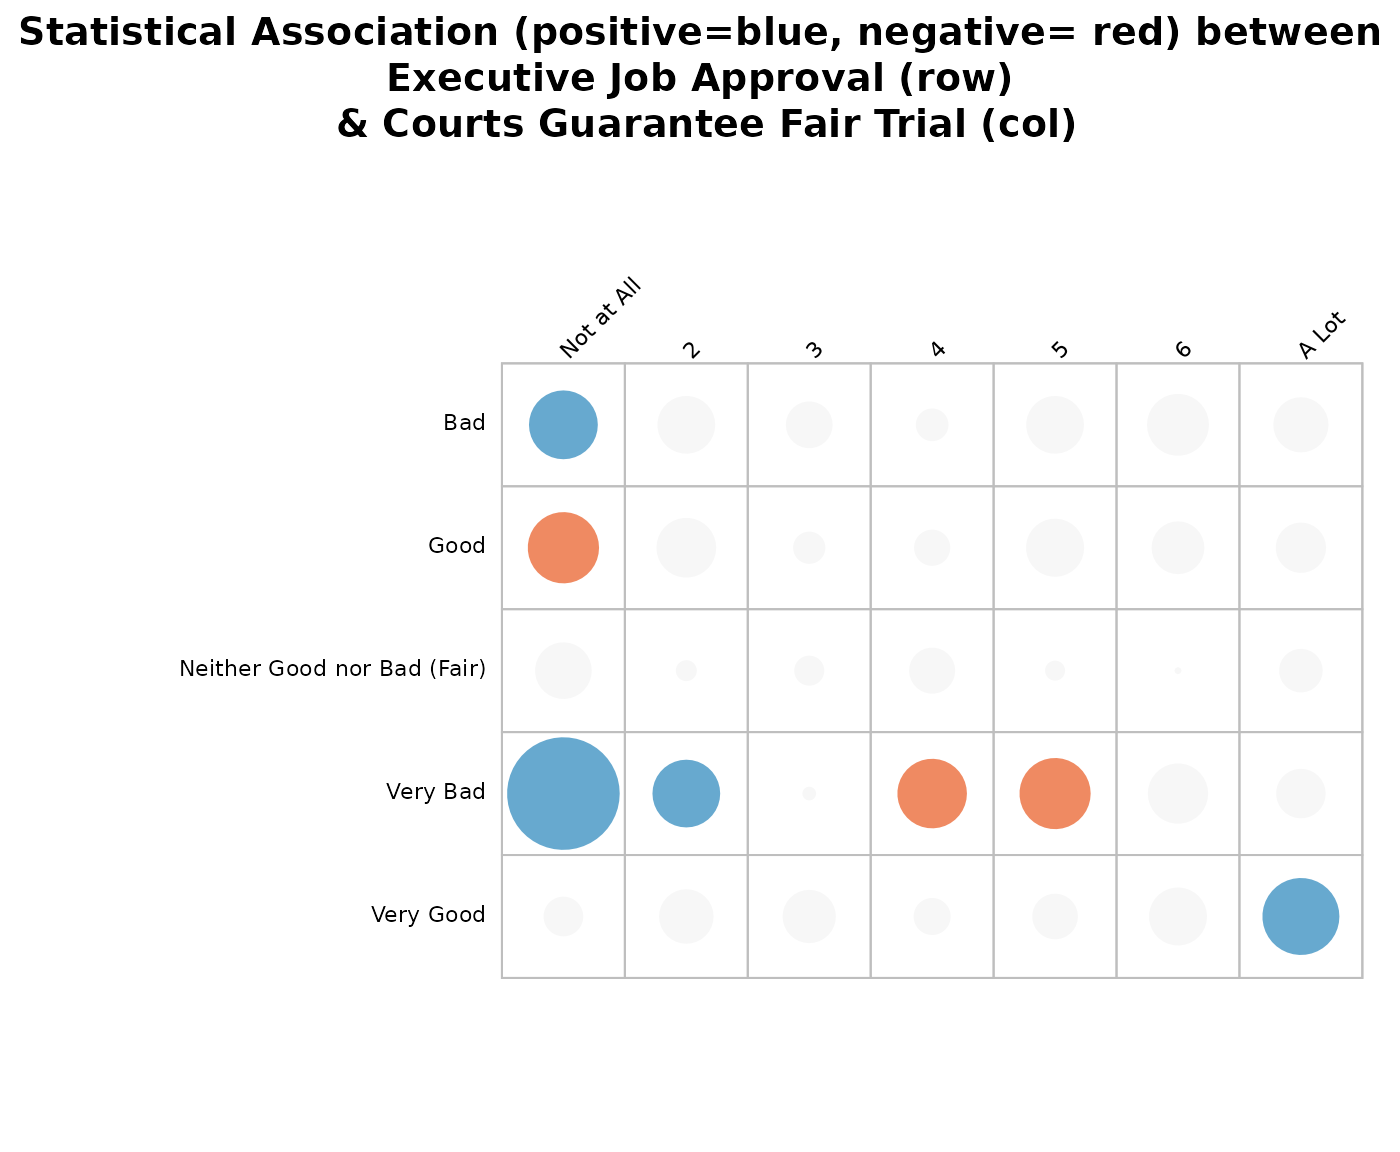 Statistical Association (positive=blue, negative= red) between
Executive Job Approval (row)
& Courts Guarantee Fair Trial (col)
Not at All
2
3
4
5
6
A Lot
Bad
Good
Neither Good nor Bad (Fair)
Very Bad
Very Good